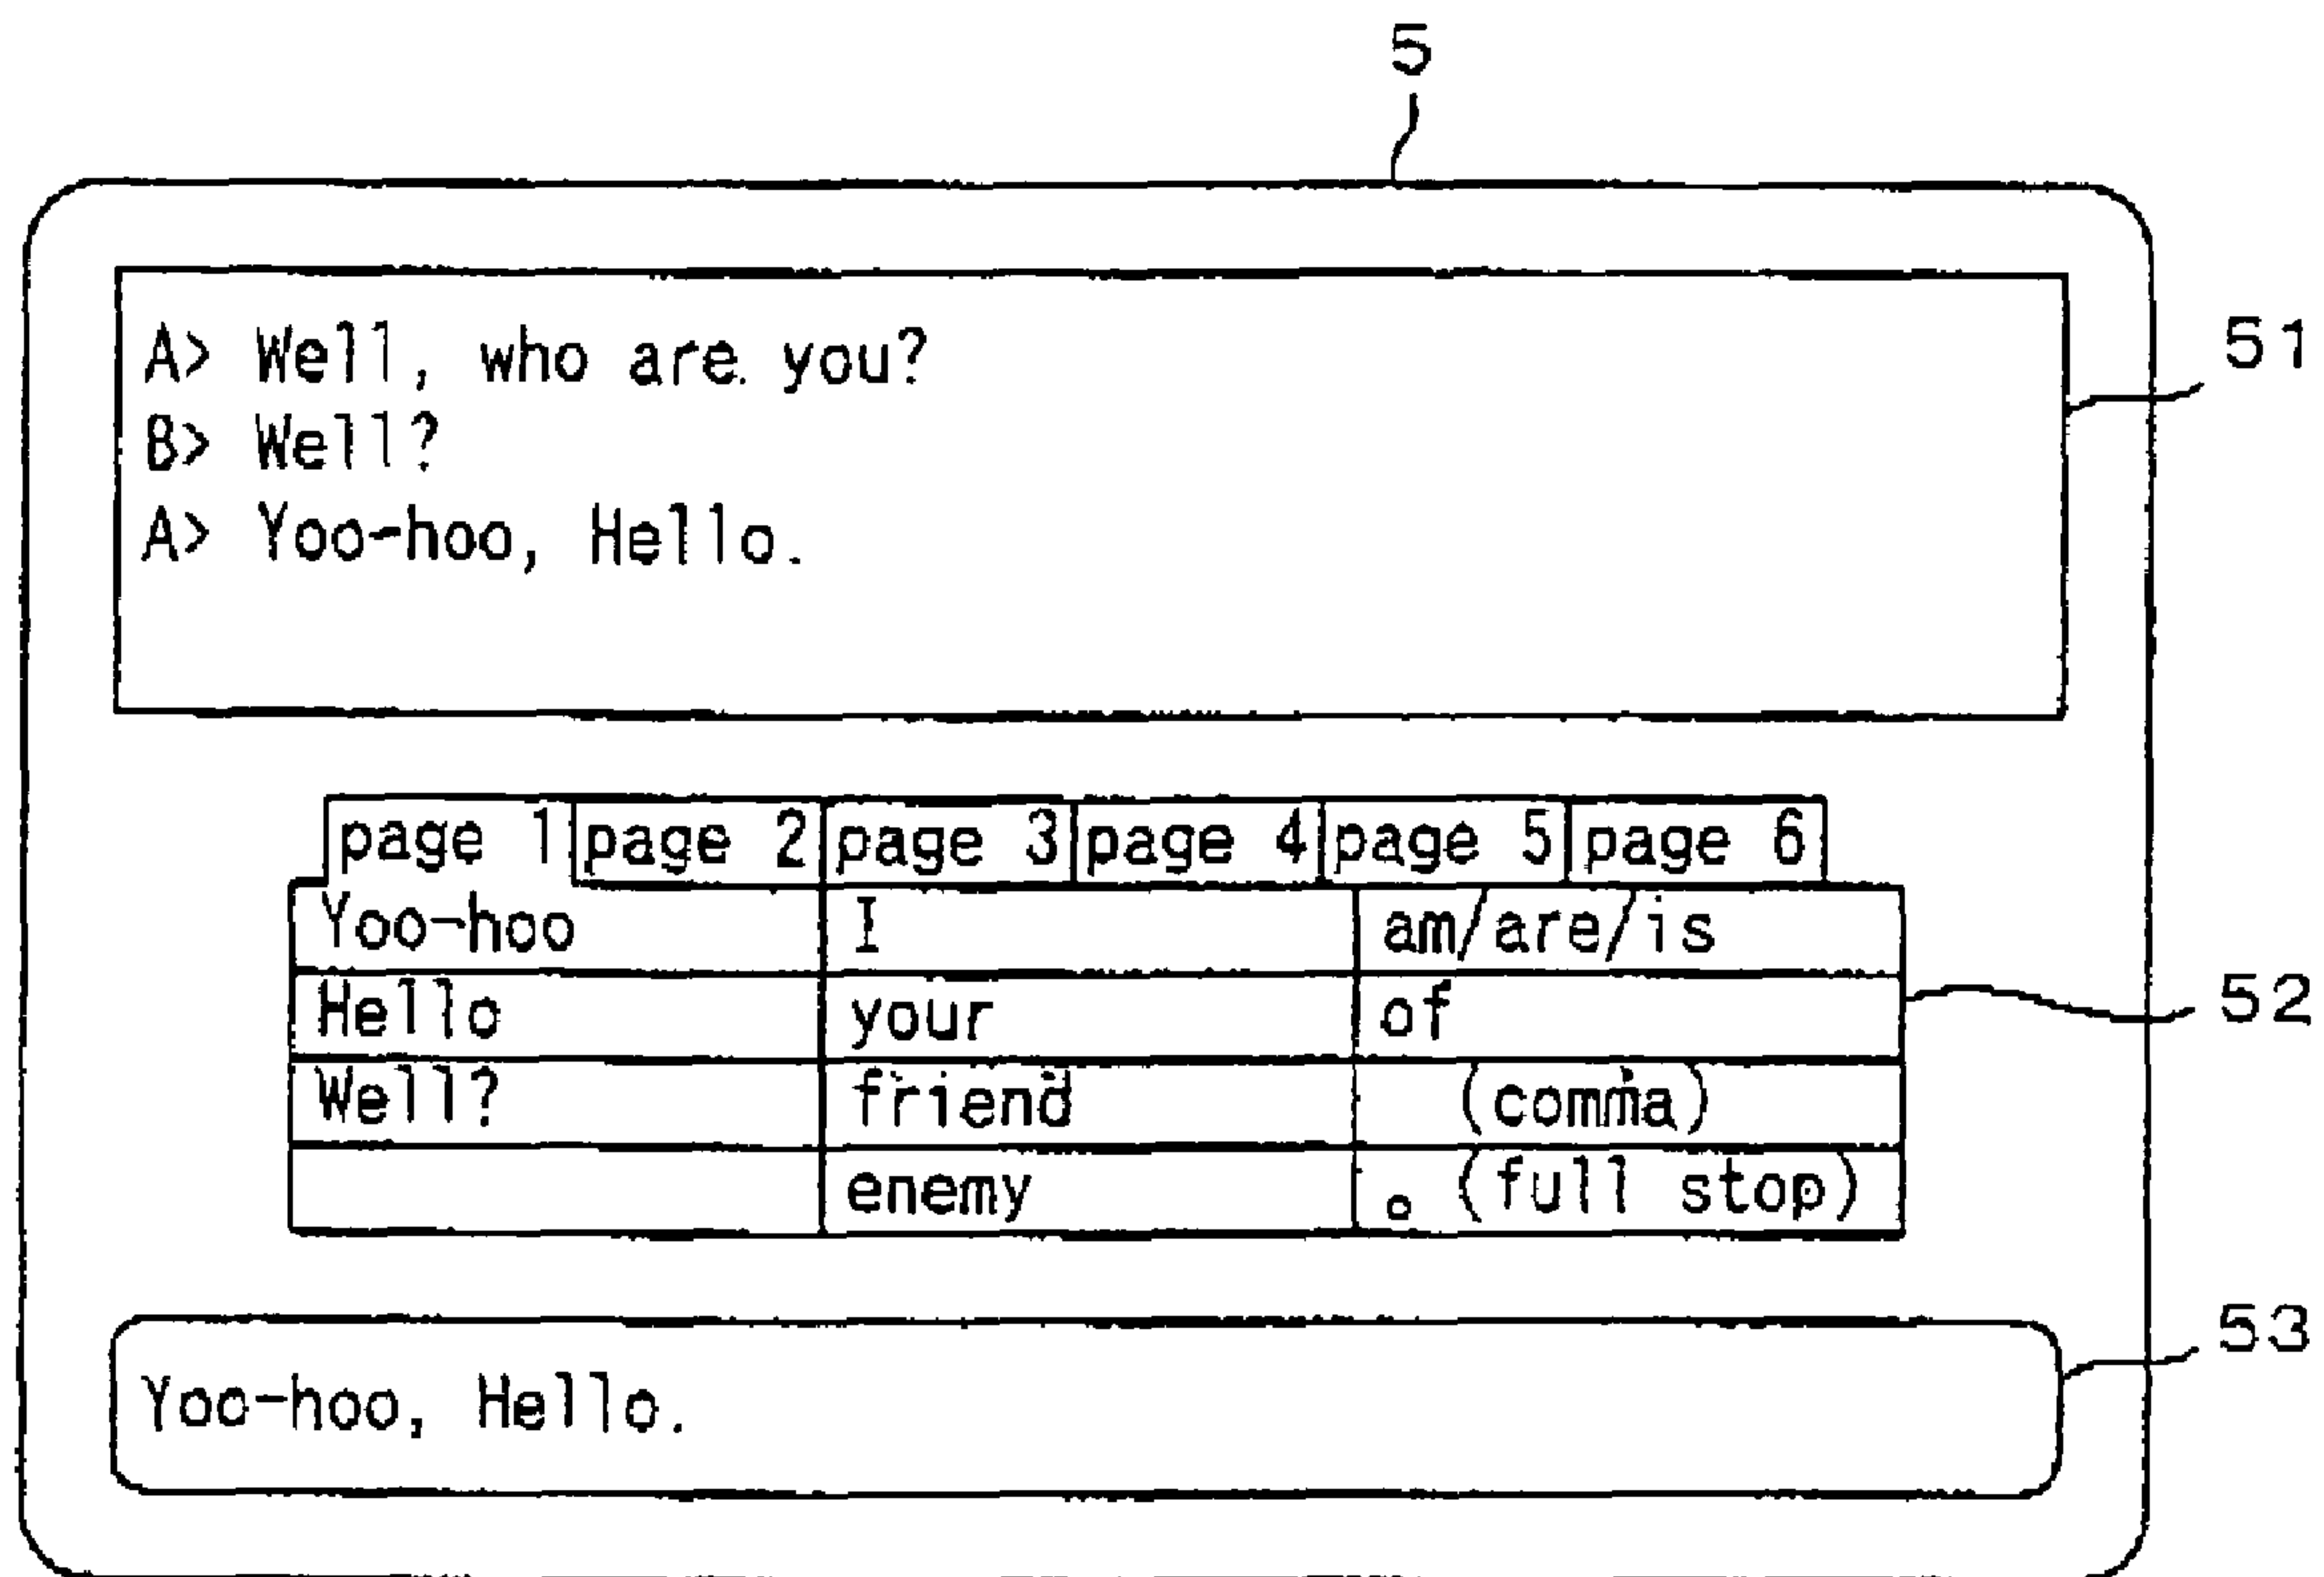 5
A> Well, who are you?
51
B> Well?
A> Yoo-hoo, Hello.
page 1 page 2 page 3 page 4 page 5 page 6
Yoo-hoo I am/are/is
Hello your of
52
Well? friend (comma)
enemy 。(full stop)
53
Yoo-hoo, Hello.